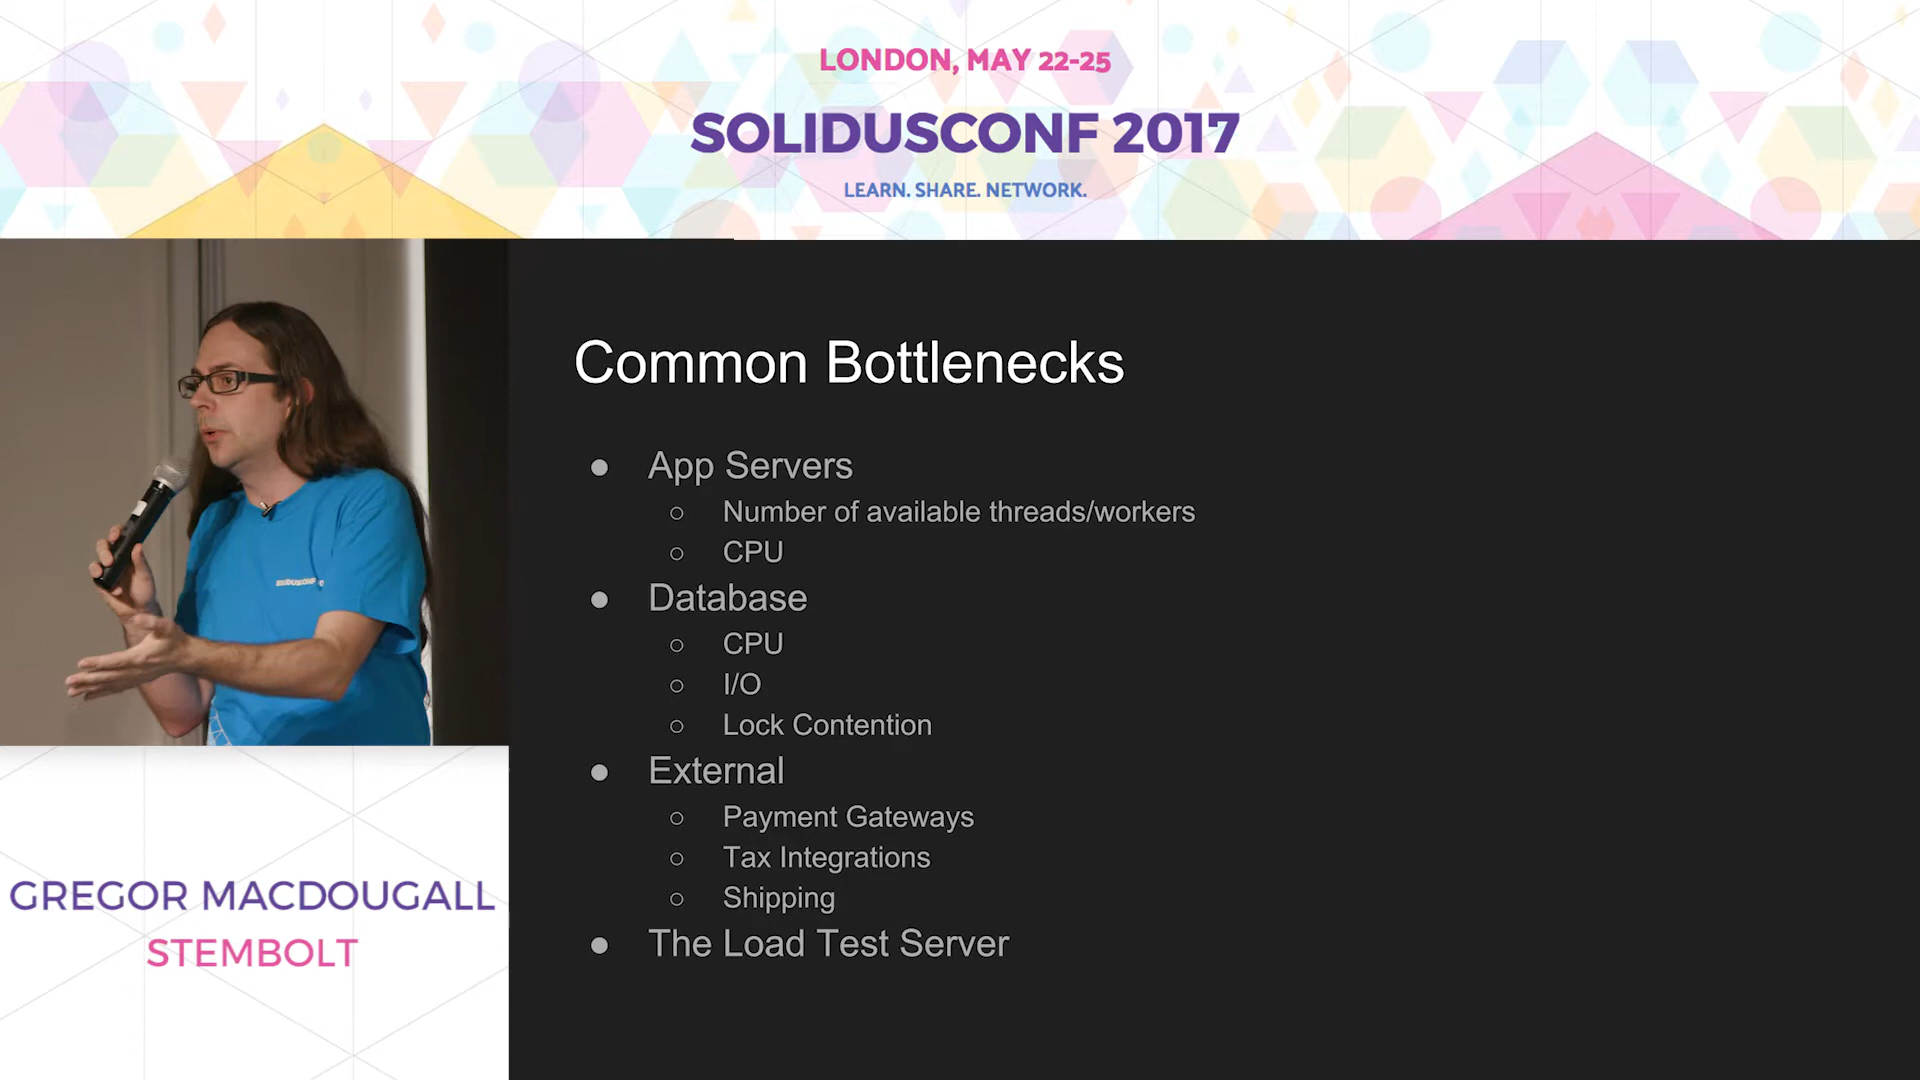 LONDON, MAY 22-25
SOLIDUSCONF 2017
LEARN. SHARE. NETWORK.
Common Bottlenecks
● App Servers
○ Number of available threads/workers
○ CPU
● Database
○ CPU
○ I/O
○ Lock Contention
● External
○ Payment Gateways
○ Tax Integrations
○ Shipping
● The Load Test Server
GREGOR MACDOUGALL
STEMBOLT